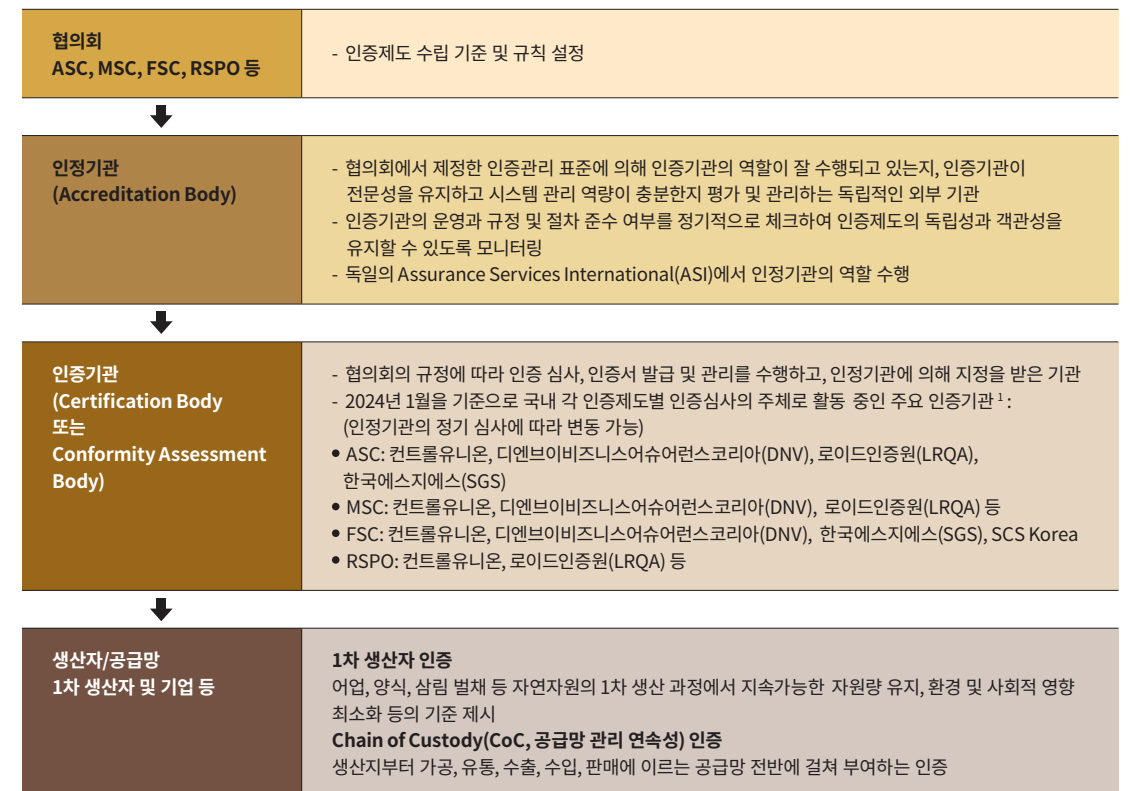 협의회
ASC, MSC, FSC, RSPO 등
- 인증제도 수립 기준 및 규칙 설정
인정기관
(Accreditation Body)
- 협의회에서 제정한 인증관리 표준에 의해 인증기관의 역할이 잘 수행되고 있는지, 인증기관이
전문성을 유지하고 시스템 관리 역량이 충분한지 평가 및 관리하는 독립적인 외부 기관
- 인증기관의 운영과 규정 및 절차 준수 여부를 정기적으로 체크하여 인증제도의 독립성과 객관성을
유지할 수 있도록 모니터링
- 독일의 Assurance Services International(ASI)에서 인정기관의 역할 수행
인증기관
(Certification Body
또는
Conformity Assessment
Body)
- 협의회의 규정에 따라 인증 심사, 인증서 발급 및 관리를 수행하고, 인정기관에 의해 지정을 받은 기관
- 2024년 1월을 기준으로 국내 각 인증제도별 인증심사의 주체로 활동 중인 주요 인증기관 1 :
(인정기관의 정기 심사에 따라 변동 가능)
• ASC: 컨트롤유니온, 디엔브이비즈니스어슈어런스코리아(DNV), 로이드인증원(LRQA),
한국에스지에스(SGS)
• MSC: 컨트롤유니온, 디엔브이비즈니스어슈어런스코리아(DNV), 로이드인증원(LRQA) 등
• FSC: 컨트롤유니온, 디엔브이비즈니스어슈어런스코리아(DNV), 한국에스지에스(SGS), SCS Korea
• RSPO: 컨트롤유니온, 로이드인증원(LRQA) 등
생산자/공급망
1차 생산자 및 기업 등
1차 생산자 인증
어업, 양식, 삼림 벌채 등 자연자원의 1차 생산 과정에서 지속가능한 자원량 유지, 환경 및 사회적 영향
최소화 등의 기준 제시
Chain of Custody(CoC, 공급망 관리 연속성) 인증
생산지부터 가공, 유통, 수출, 수입, 판매에 이르는 공급망 전반에 걸쳐 부여하는 인증